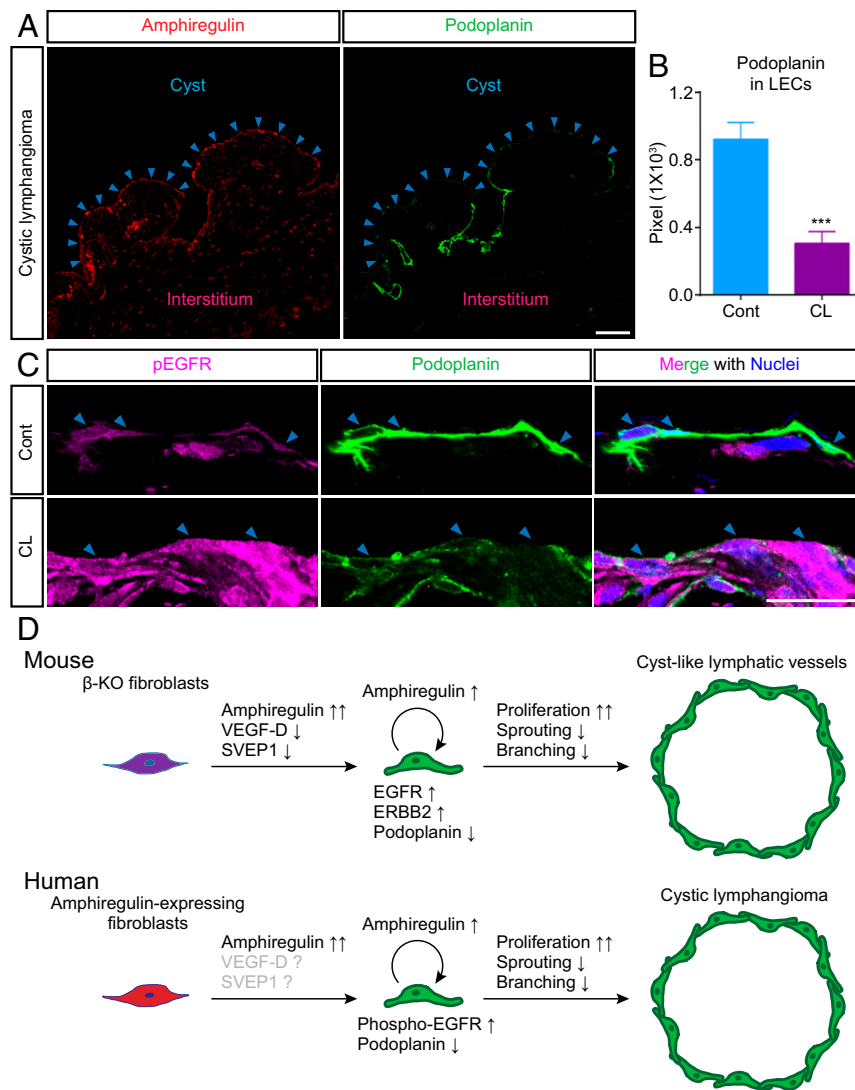 A
Amphiregulin
Podoplanin
Cystic lymphangioma
Cyst
Interstitium
B
Podoplanin
in LECs
Pixel (1X10³)
1.2
0.8
0.4
0.0
***
Cont
CL
C
pEGFR
Podoplanin
Merge with Nuclei
Cont
CL
D
Mouse
β-KO fibroblasts
Amphiregulin ↑↑
VEGF-D ↓
SVEP1 ↓
Amphiregulin ↑
EGFR ↑
ERBB2 ↑
Podoplanin ↓
Proliferation ↑↑
Sprouting ↓
Branching ↓
Cyst-like lymphatic vessels
Human
Amphiregulin-expressing
fibroblasts
Amphiregulin ↑↑
VEGF-D ?
SVEP1 ?
Amphiregulin ↑
Phospho-EGFR ↑
Podoplanin ↓
Proliferation ↑↑
Sprouting ↓
Branching ↓
Cystic lymphangioma